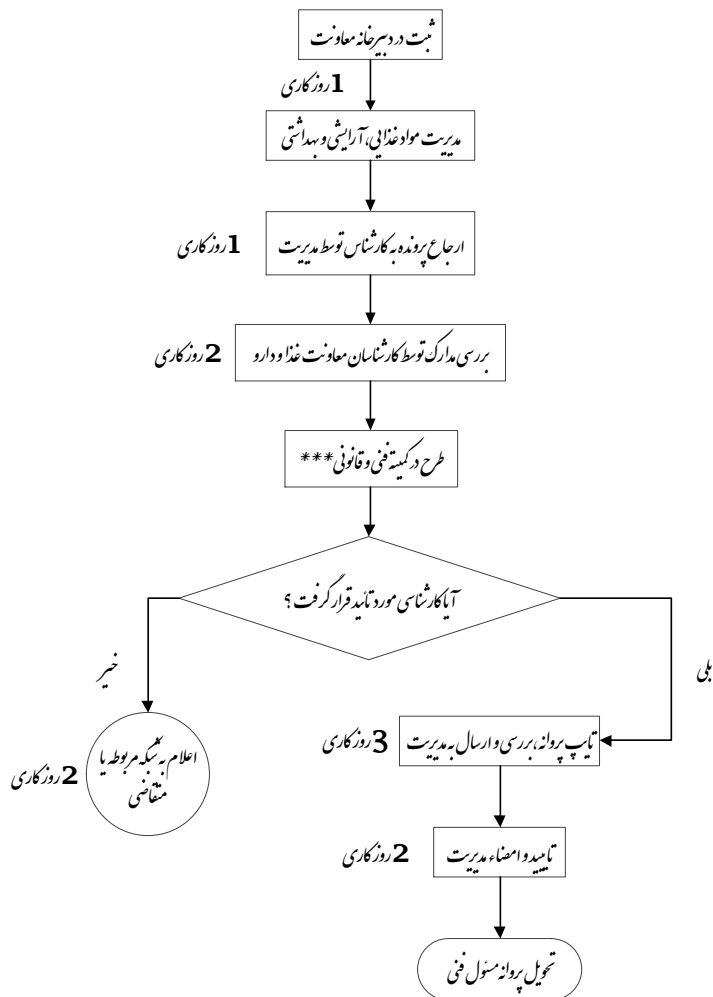 ثبت در دبیرخانه معاونت
1 روز کاری
مدیریت مواد غذایی، آرایشی و بهداشتی
ارجاع پرونده به کارشناس توسط مدیریت
1 روز کاری
بررسی مدارک توسط کارشناسان معاونت غذا و دارو
2 روز کاری
طرح در کمیته فنی و قانونی ***
آیا کارشناسی مورد تائید قرار گرفت ؟
بلی
خیر
تایپ پروانه، بررسی و ارسال به مدیریت
3 روز کاری
اعلام به شبکه مربوطه یا
متقاضی
2 روز کاری
تایید و امضاء مدیریت
2 روز کاری
تحویل پروانه مسئول فنی